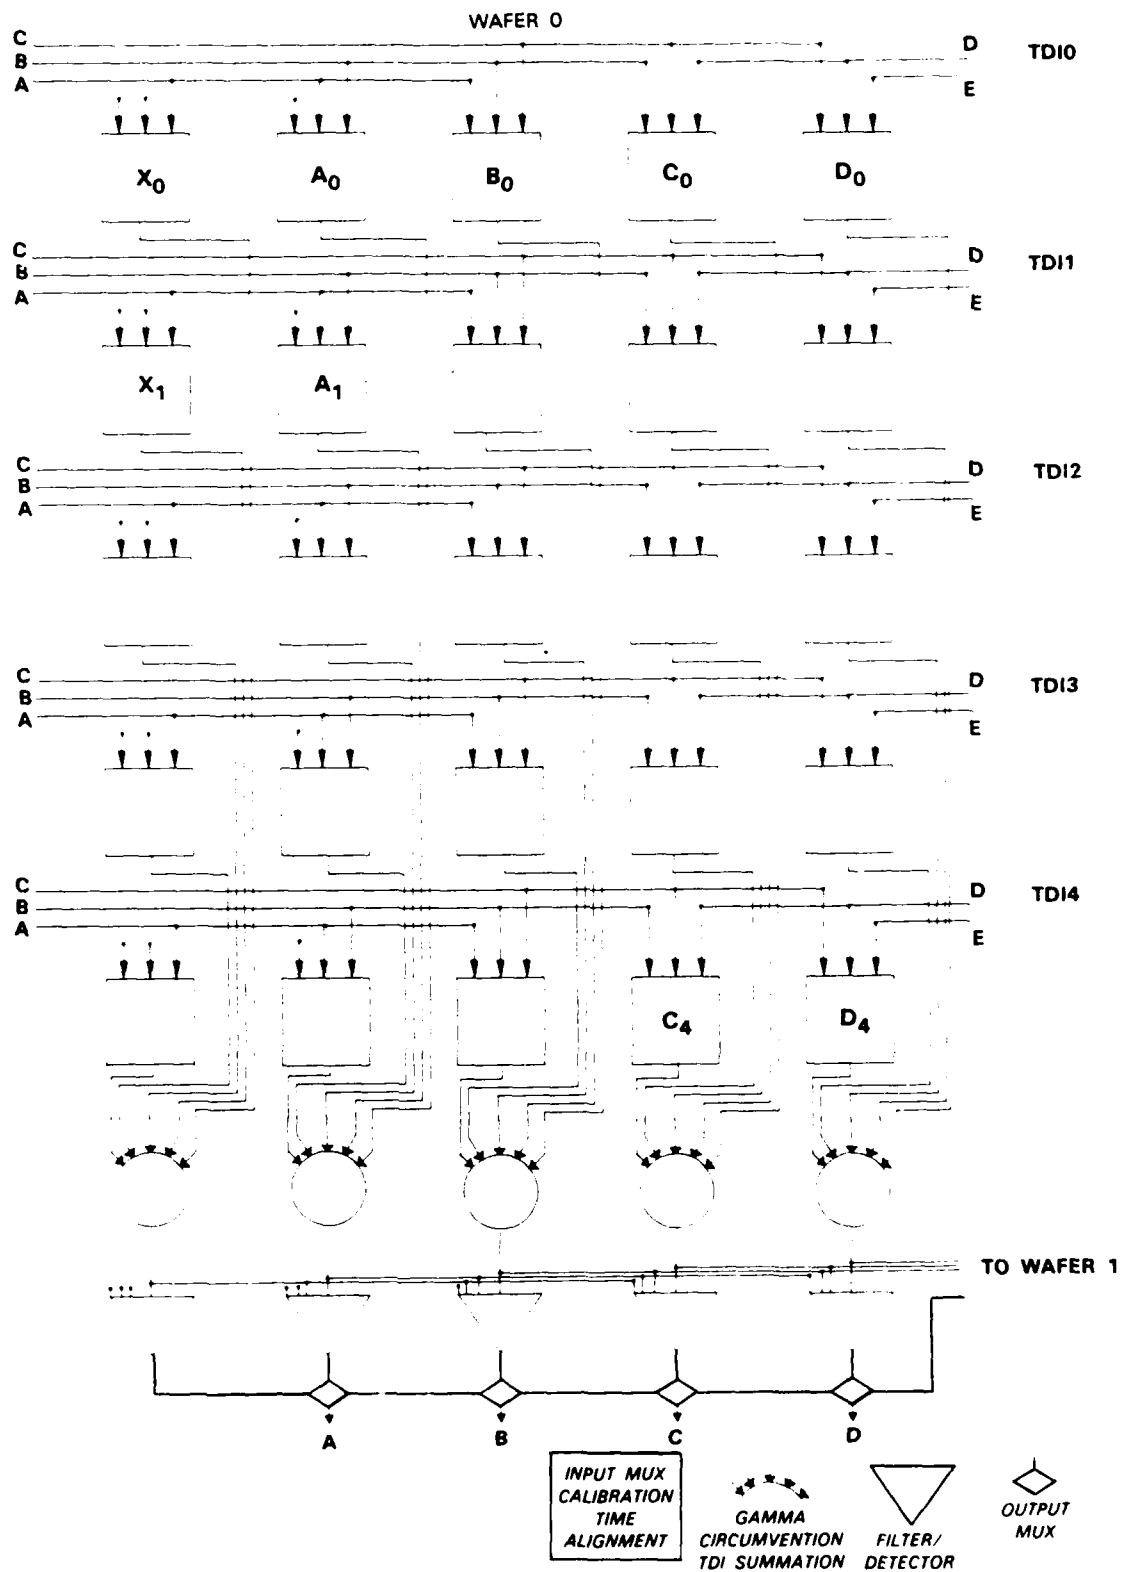 WAFER 0
C
B
A
D
E
TDI0
X0
A0
B0
C0
D0
C
B
A
D
E
TDI1
X1
A1
C
B
A
D
E
TDI2
C
B
A
D
E
TDI3
C
B
A
D
E
TDI4
C4
D4
TO WAFER 1
A
B
C
D
INPUT MUX
CALIBRATION
TIME
ALIGNMENT
GAMMA
CIRCUMVENTION
TDI SUMMATION
FILTER/
DETECTOR
OUTPUT
MUX